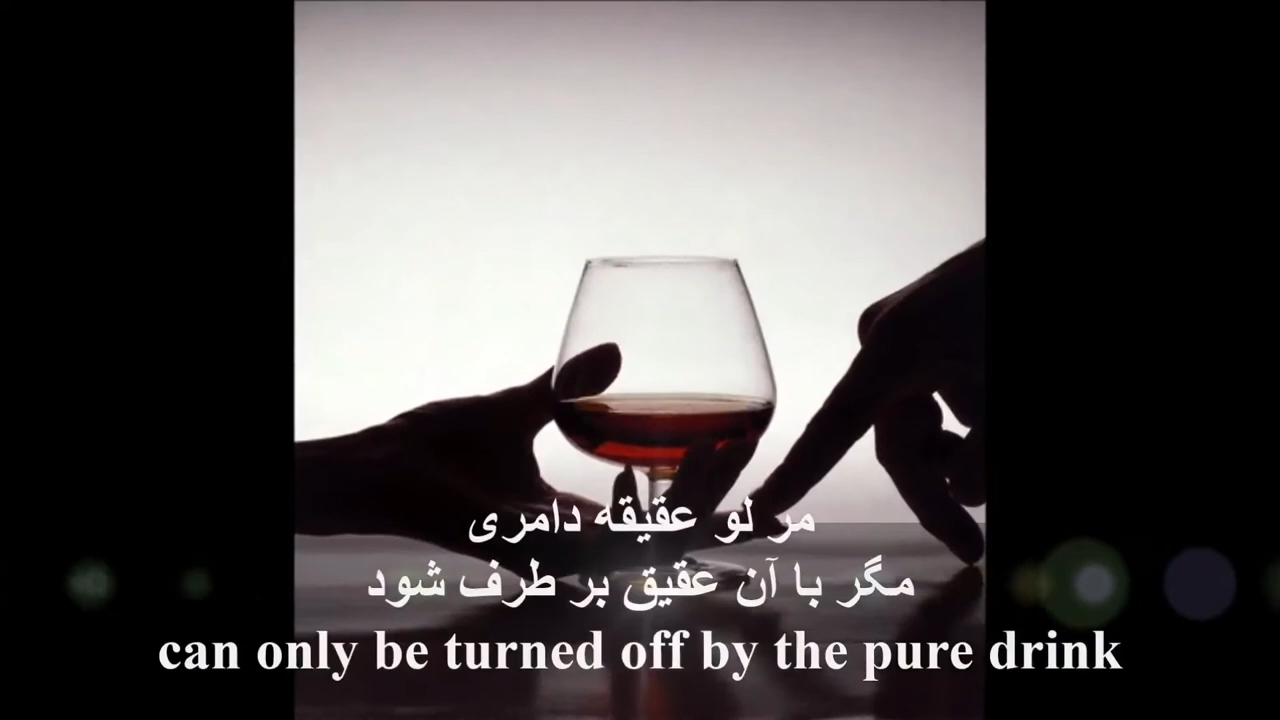 مر لو عقیقه دامری
مگر با آن عقیق بر طرف شود
can only be turned off by the pure drink